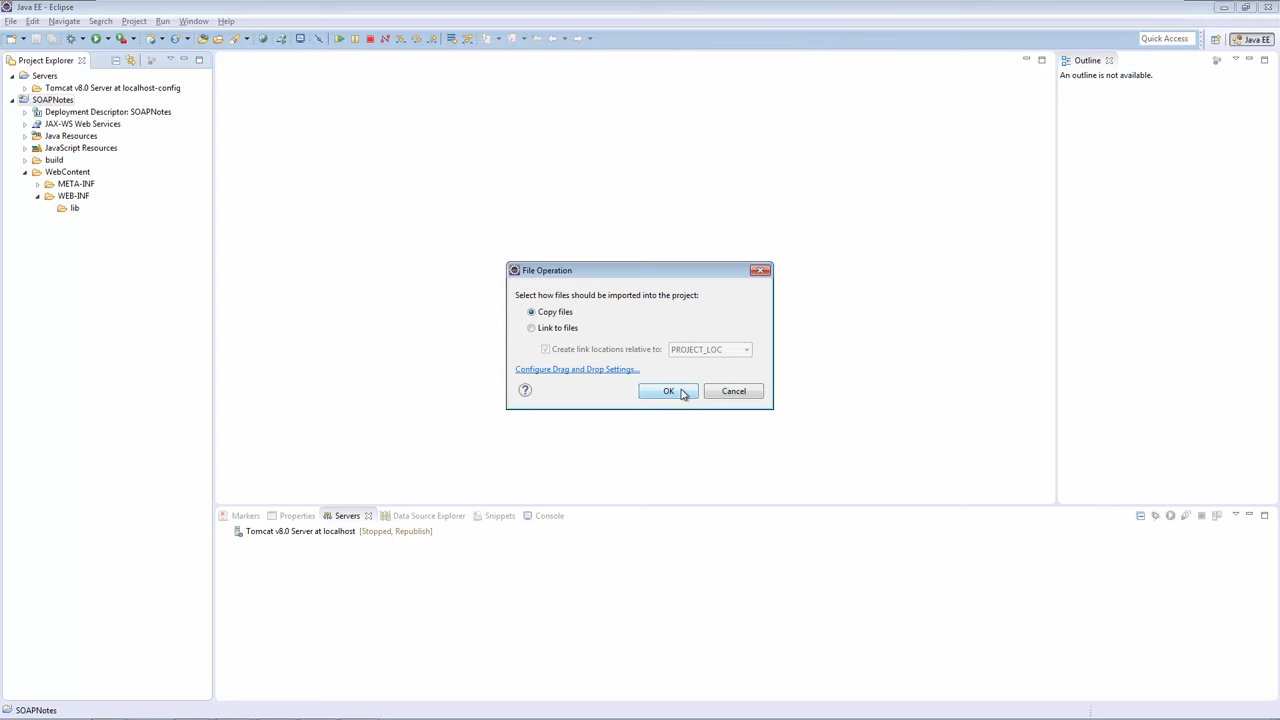 Java EE - Eclipse
File Edit Navigate Search Project Run Window Help
Quick Access
Java EE
Project Explorer
Servers
Tomcat v8.0 Server at localhost-config
SOAPNotes
Deployment Descriptor: SOAPNotes
JAX-WS Web Services
Java Resources
JavaScript Resources
build
WebContent
META-INF
WEB-INF
lib
Outline
An outline is not available.
File Operation
Select how files should be imported into the project:
Copy files
Link to files
Create link locations relative to: PROJECT_LOC
Configure Drag and Drop Settings...
? OK Cancel
Markers Properties Servers Data Source Explorer Snippets Console
Tomcat v8.0 Server at localhost [Stopped, Republish]
SOAPNotes